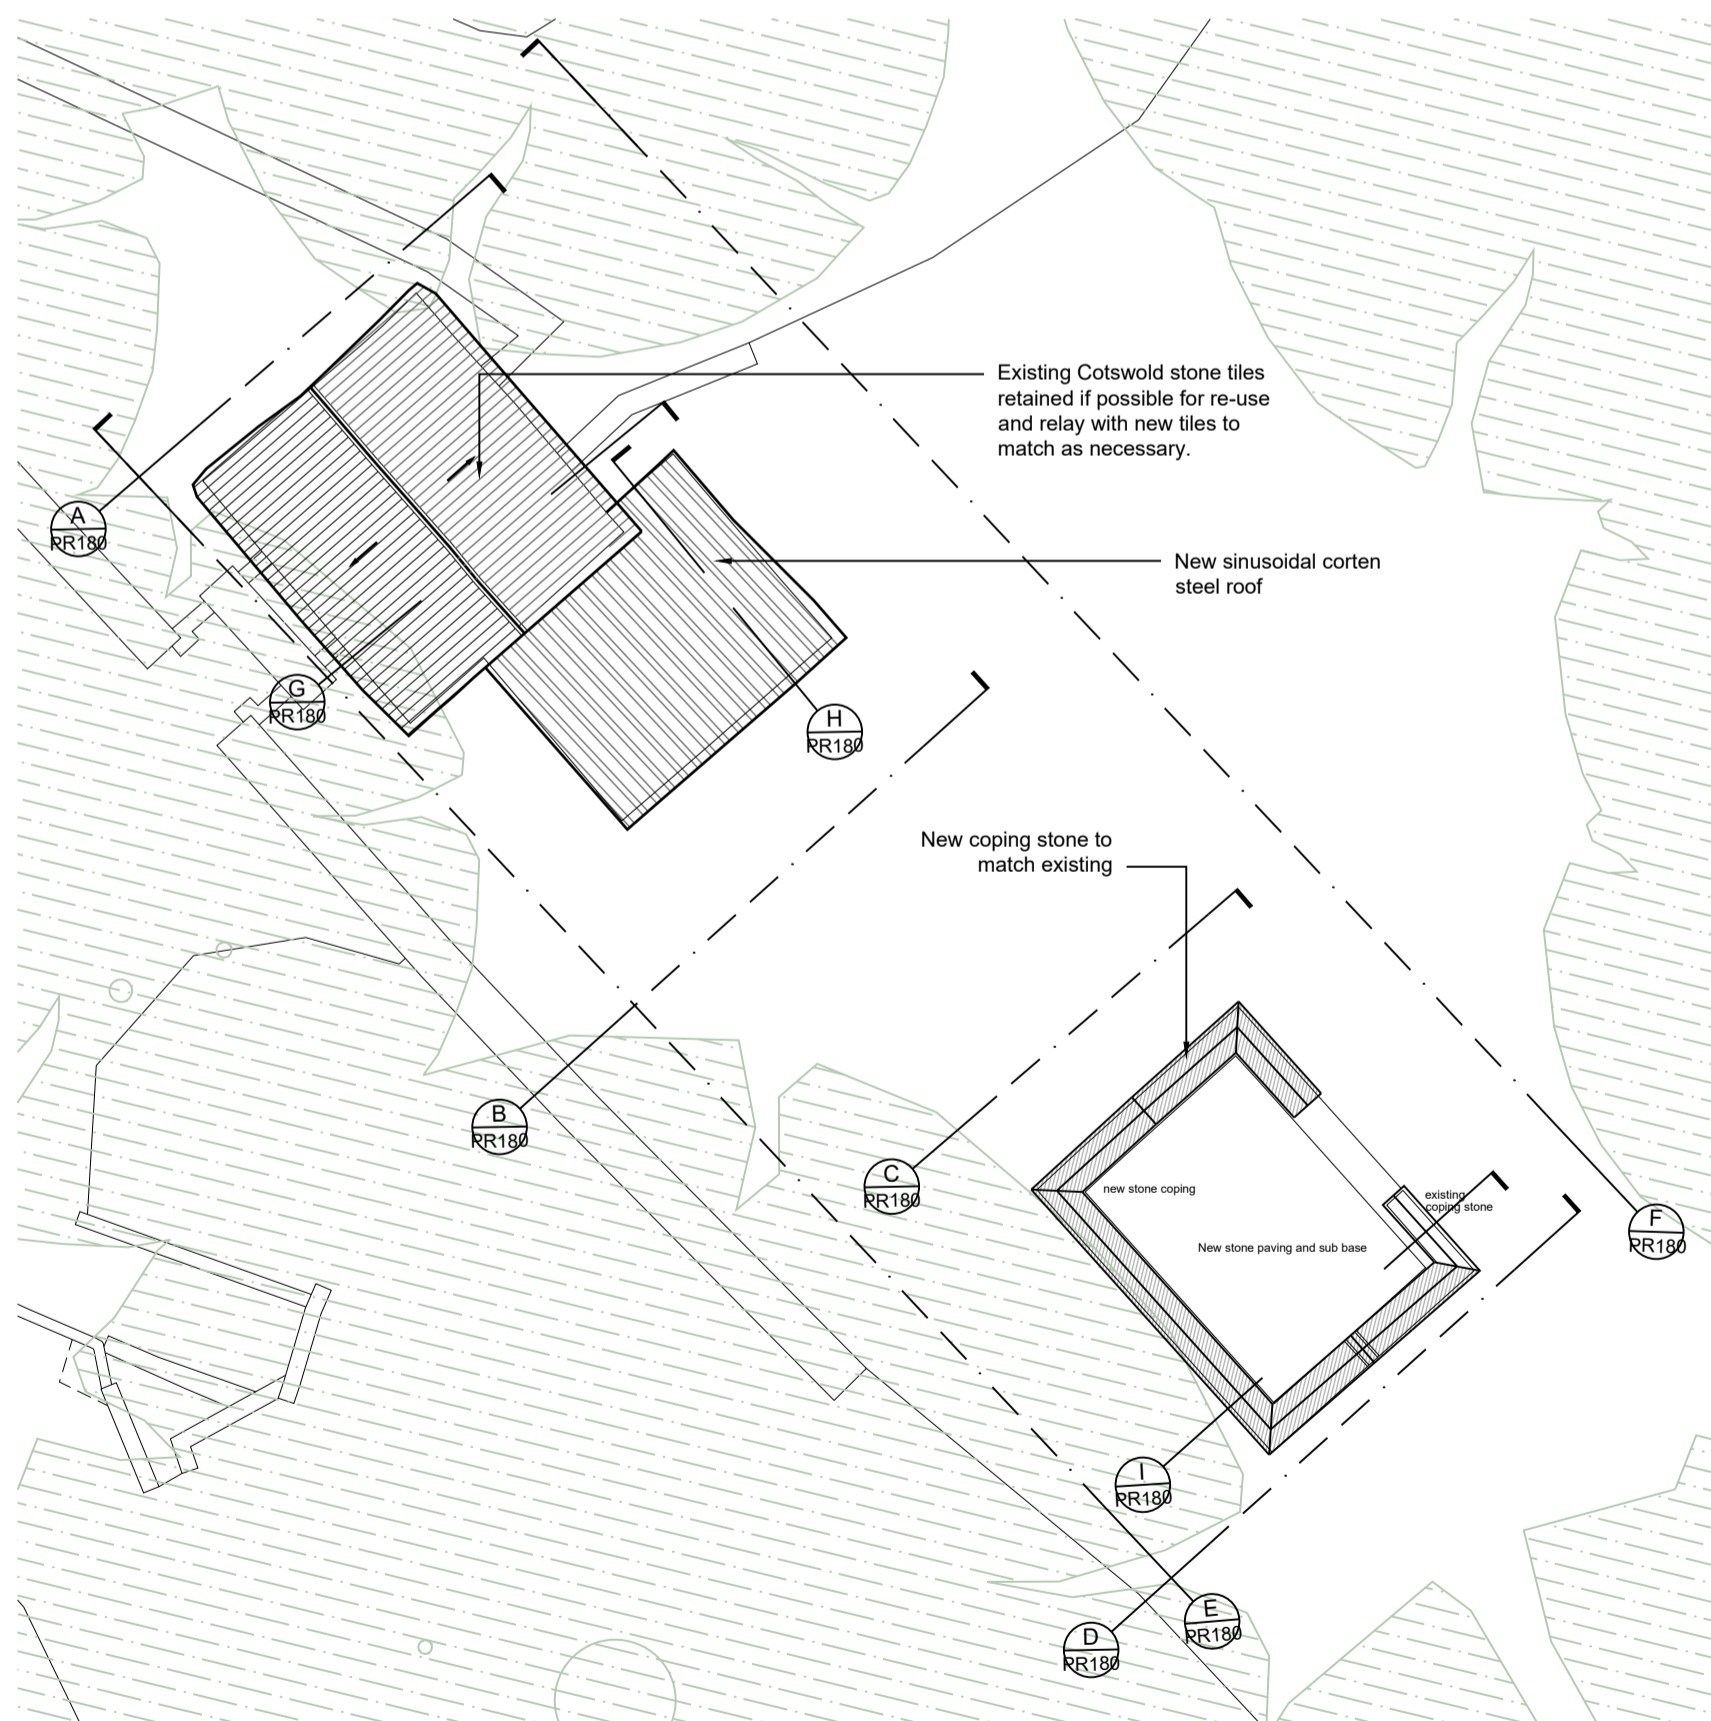 Existing Cotswold stone tiles
retained if possible for re-use
and relay with new tiles to
match as necessary.
A
PR180
New sinusoidal corten
steel roof
G
PR180
H
PR180
New coping stone to
match existing
B
PR180
C
PR180
new stone coping
existing
coping stone
F
PR180
New stone paving and sub base
I
PR180
E
PR180
D
PR180